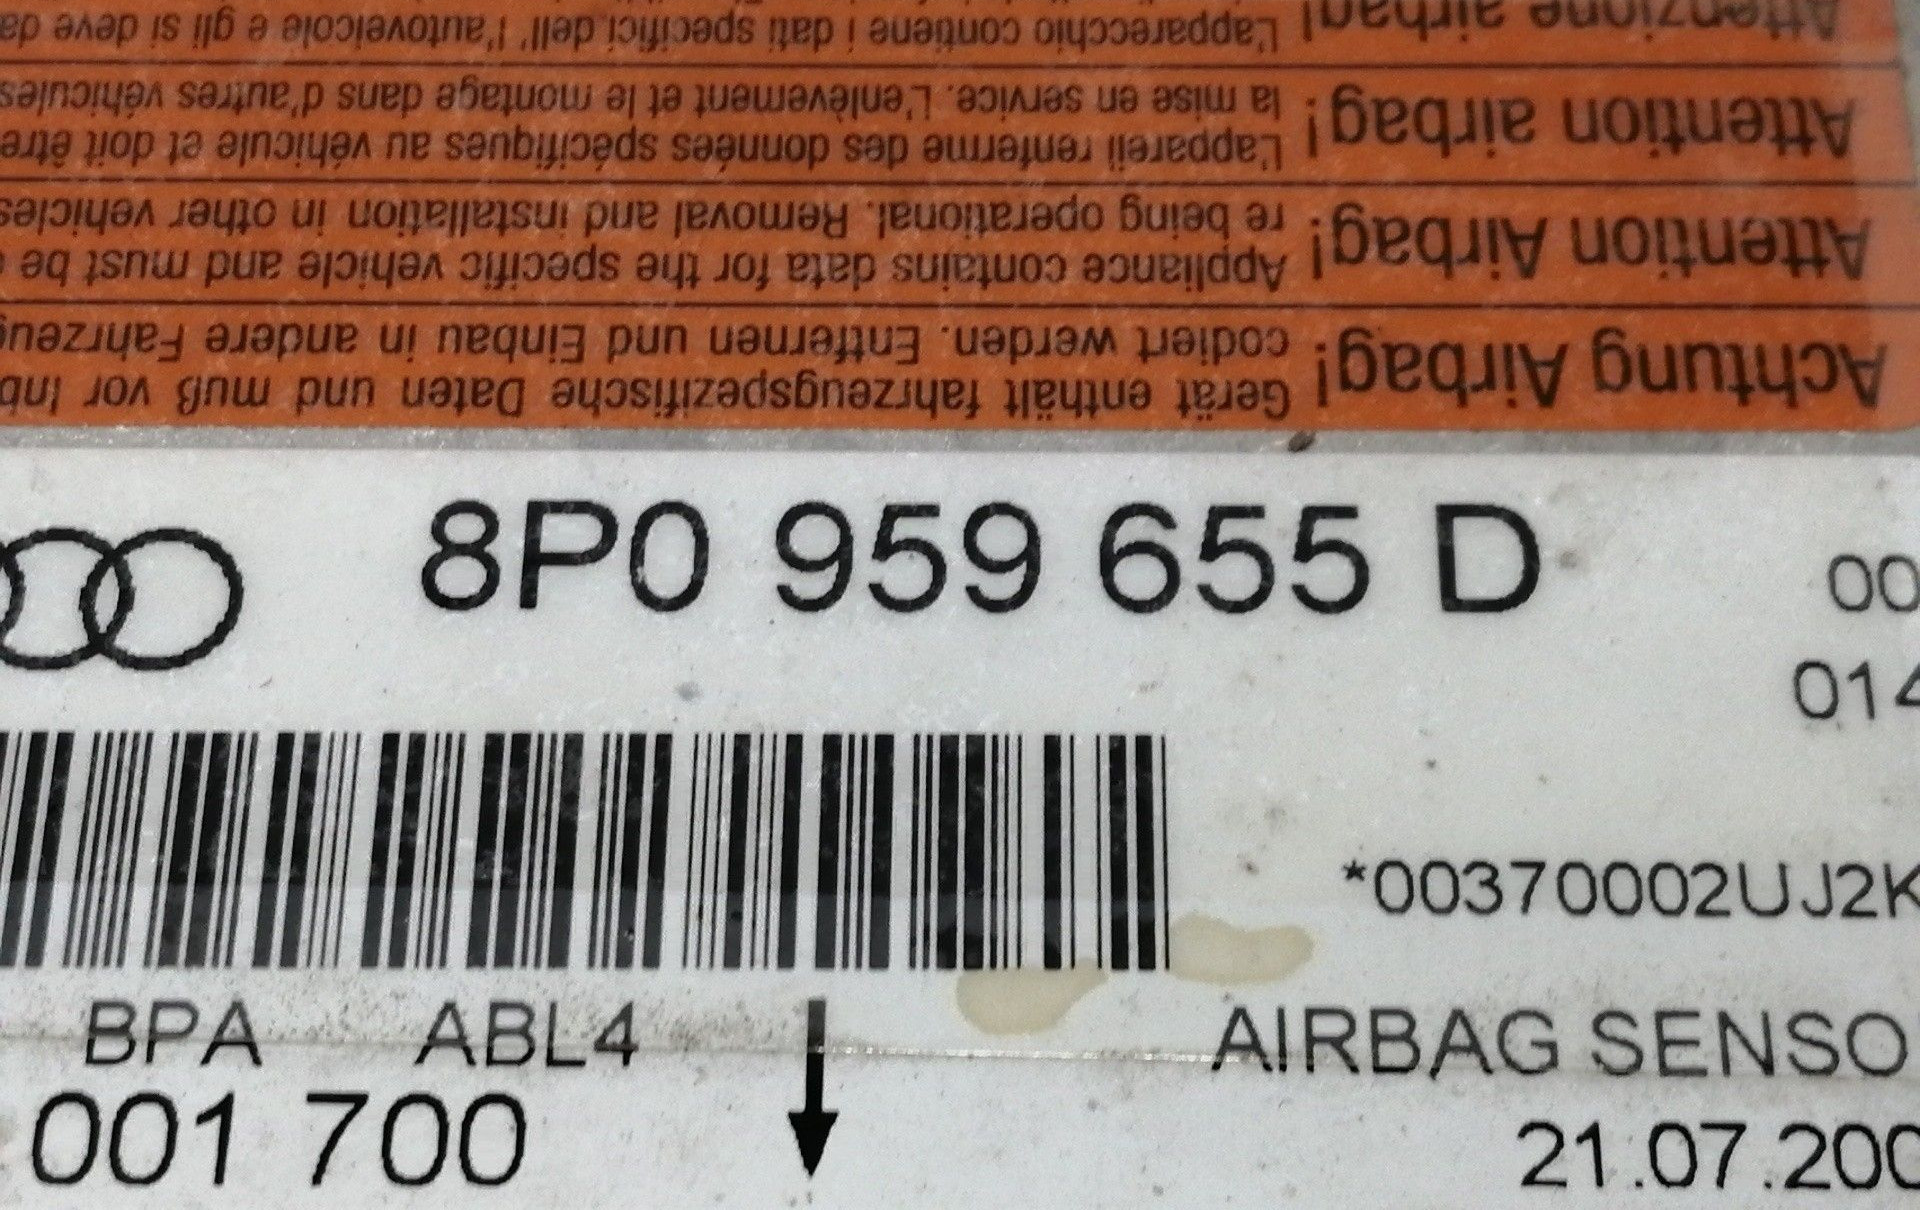 Achtung Airbag! Gerät enthält fahrzeugspezifische Daten und muß vor Inb
codiert werden. Entfernen und Einbau in andere Fahrzeug
Attention Airbag! Appliance contains data for the specific vehicle and must be
re being operational. Removal and installation in other vehicles
Attention airbag! L'appareil renferme des données spécifiques au véhicule et doit être
la mise en service. L'enlèvement et le montage dans d'autres véhicules
Attenzione airbag! L'apparecchio contiene i dati specifici dell'autoveicolo e gli si deve da
8P0 959 655 D
00
014
*00370002UJ2K
BPA ABL4 AIRBAG SENSO
001 700 21.07.200